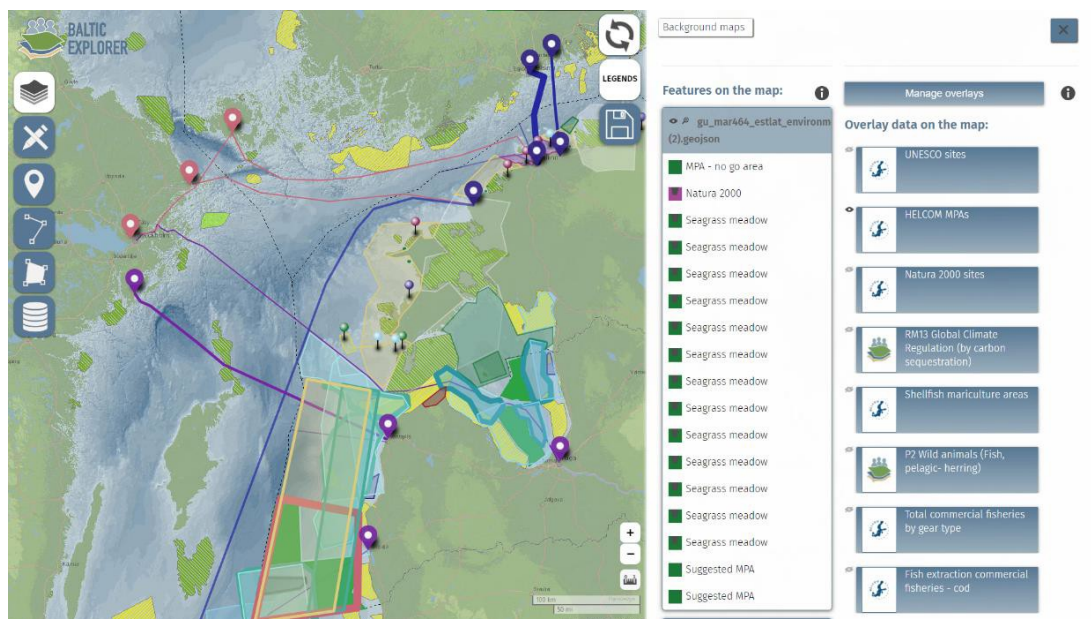 BALTIC
EXPLORER
LEGENDS
+
−
100 km
50 mi
Background maps
×
Features on the map:
gu_mar464_estlat_environm
(2).geojson
MPA - no go area
Natura 2000
Seagrass meadow
Seagrass meadow
Seagrass meadow
Seagrass meadow
Seagrass meadow
Seagrass meadow
Seagrass meadow
Seagrass meadow
Seagrass meadow
Seagrass meadow
Seagrass meadow
Seagrass meadow
Seagrass meadow
Suggested MPA
Suggested MPA
Manage overlays
Overlay data on the map:
UNESCO sites
HELCOM MPAs
Natura 2000 sites
RM13 Global Climate
Regulation (by carbon
sequestration)
Shellfish mariculture areas
P2 Wild animals (Fish,
pelagic- herring)
Total commercial fisheries
by gear type
Fish extraction commercial
fisheries - cod